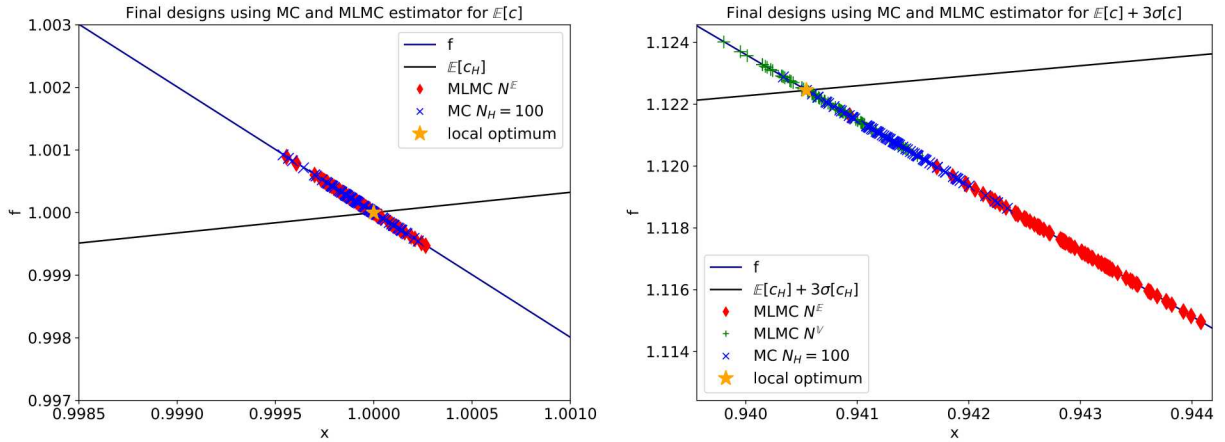 Final designs using MC and MLMC estimator for 𝔼[c]
1.003
1.002
1.001
1.000
0.999
0.998
0.997
f
0.9985
0.9990
0.9995
1.0000
1.0005
1.0010
x
f
𝔼[c_H]
MLMC N^𝔼
MC N_H = 100
local optimum
Final designs using MC and MLMC estimator for 𝔼[c] + 3σ[c]
1.124
1.122
1.120
1.118
1.116
1.114
f
0.940
0.941
0.942
0.943
0.944
x
f
𝔼[c_H] + 3σ[c_H]
MLMC N^𝔼
MLMC N^𝕍
MC N_H = 100
local optimum